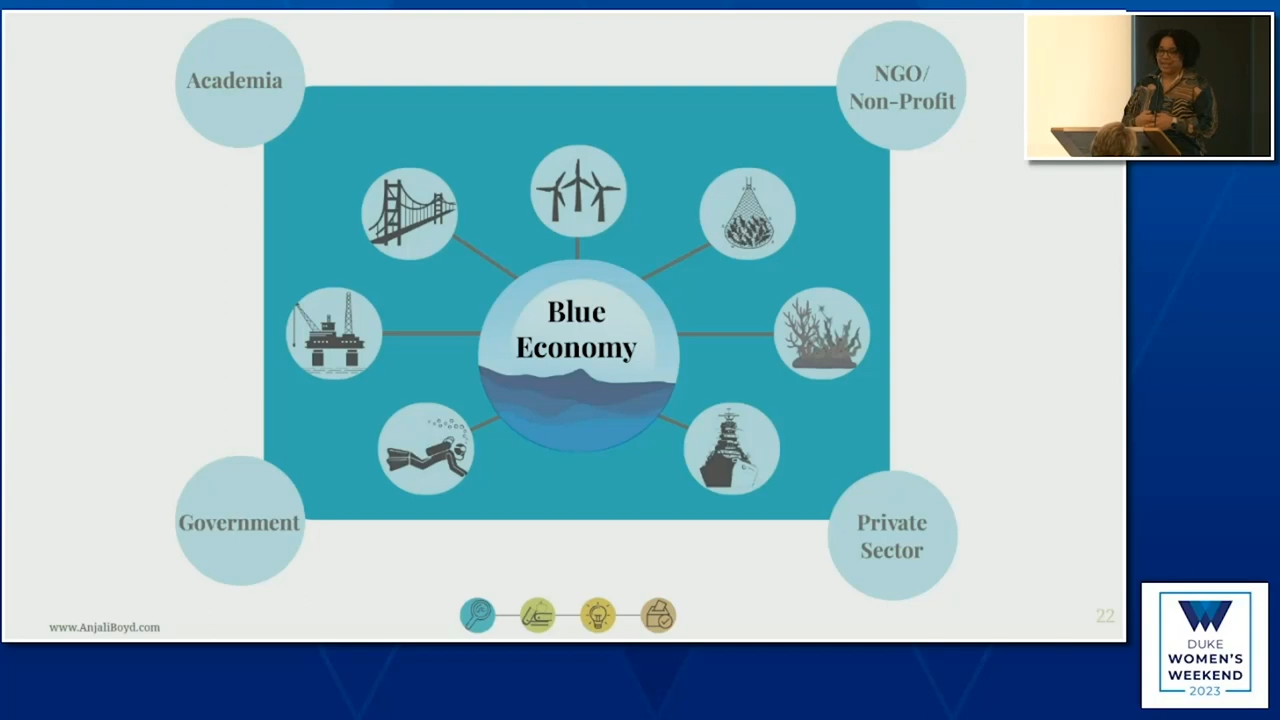 Academia
NGO/
Non-Profit
Blue
Economy
Government
Private
Sector
www.AnjaliBoyd.com
22
DUKE
WOMEN'S
WEEKEND
2023